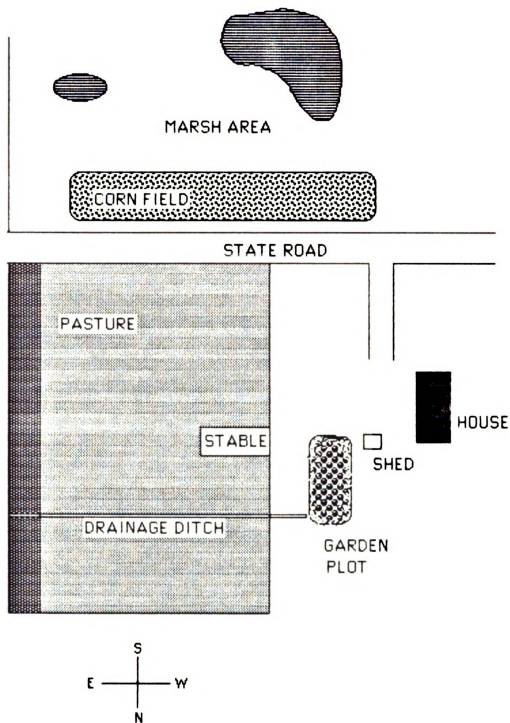 MARSH AREA
CORN FIELD
STATE ROAD
PASTURE
HOUSE
STABLE
SHED
DRAINAGE DITCH
GARDEN
PLOT
S
E W
N